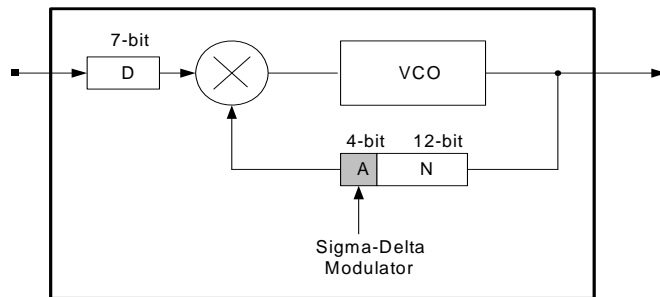 7-bit
D
VCO
4-bit 12-bit
A N
Sigma-Delta
Modulator